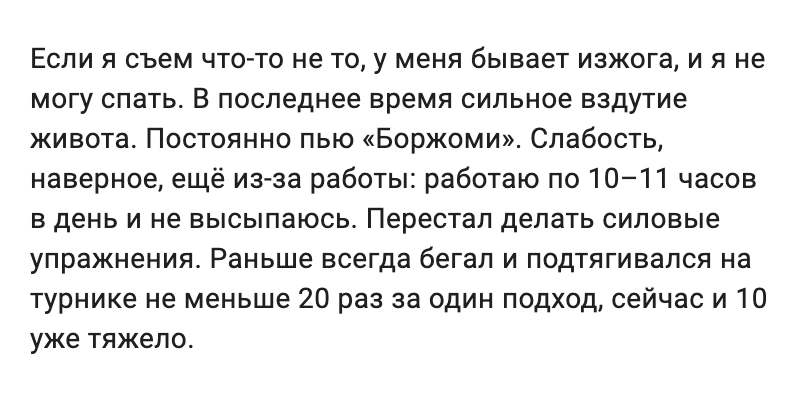 Если я съем что-то не то, у меня бывает изжога, и я не
могу спать. В последнее время сильное вздутие
живота. Постоянно пью «Боржоми». Слабость,
наверное, ещё из-за работы: работаю по 10–11 часов
в день и не высыпаюсь. Перестал делать силовые
упражнения. Раньше всегда бегал и подтягивался на
турнике не меньше 20 раз за один подход, сейчас и 10
уже тяжело.